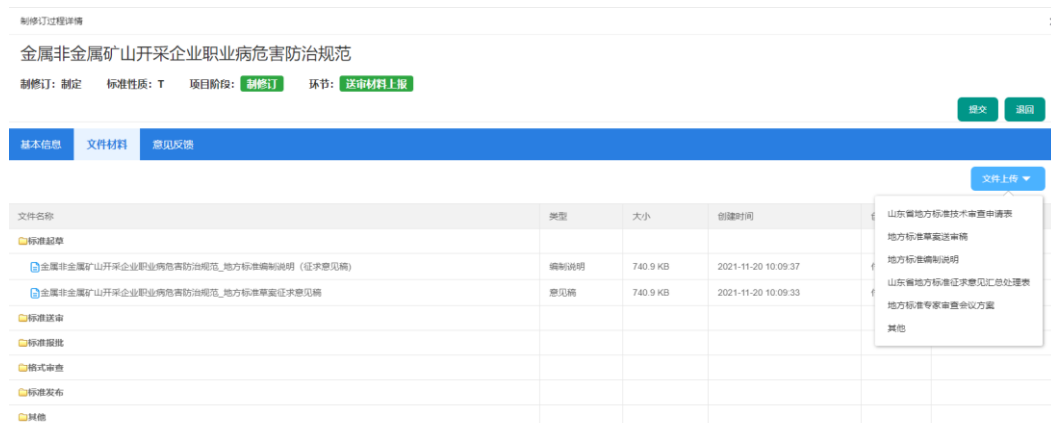 制修订过程详情
金属非金属矿山开采企业职业病危害防治规范
制修订：制定 标准性质：T 项目阶段：制修订 环节：送审材料上报
提交 退回
基本信息 文件材料 意见反馈
文件上传
文件名称 类型 大小 创建时间
山东省地方标准技术审查申请表
地方标准草案送审稿
地方标准编制说明
山东省地方标准征求意见汇总处理表
地方标准专家审查会议方案
其他
标准起草
金属非金属矿山开采企业职业病危害防治规范_地方标准编制说明（征求意见稿） 编制说明 740.9 KB 2021-11-20 10:09:37
金属非金属矿山开采企业职业病危害防治规范_地方标准草案征求意见稿 意见稿 740.9 KB 2021-11-20 10:09:33
标准送审
标准报批
格式审查
标准发布
其他